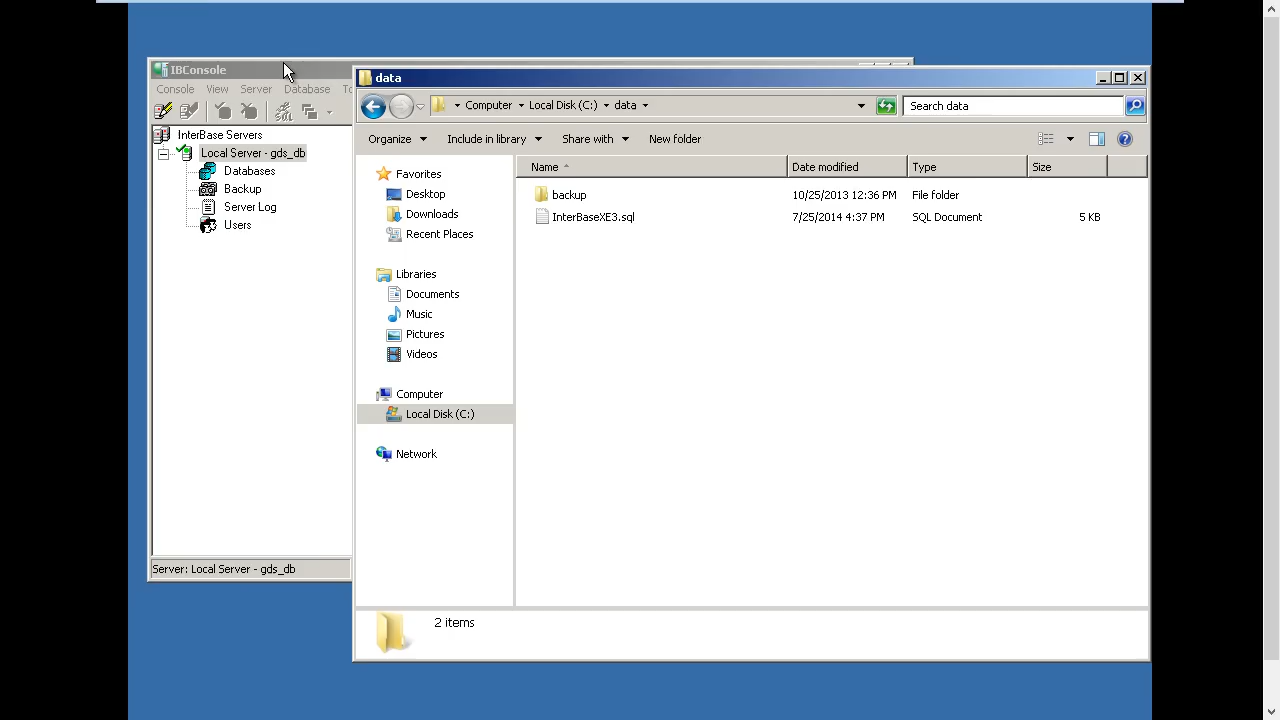 IBConsole
Console View Server Database To
InterBase Servers
Local Server - gds_db
Databases
Backup
Server Log
Users
Server: Local Server - gds_db
data
Computer Local Disk (C:) data
Search data
Organize Include in library Share with New folder
Favorites
Desktop
Downloads
Recent Places
Libraries
Documents
Music
Pictures
Videos
Computer
Local Disk (C:)
Network
Name Date modified Type Size
backup 10/25/2013 12:36 PM File folder
InterBaseXE3.sql 7/25/2014 4:37 PM SQL Document 5 KB
2 items